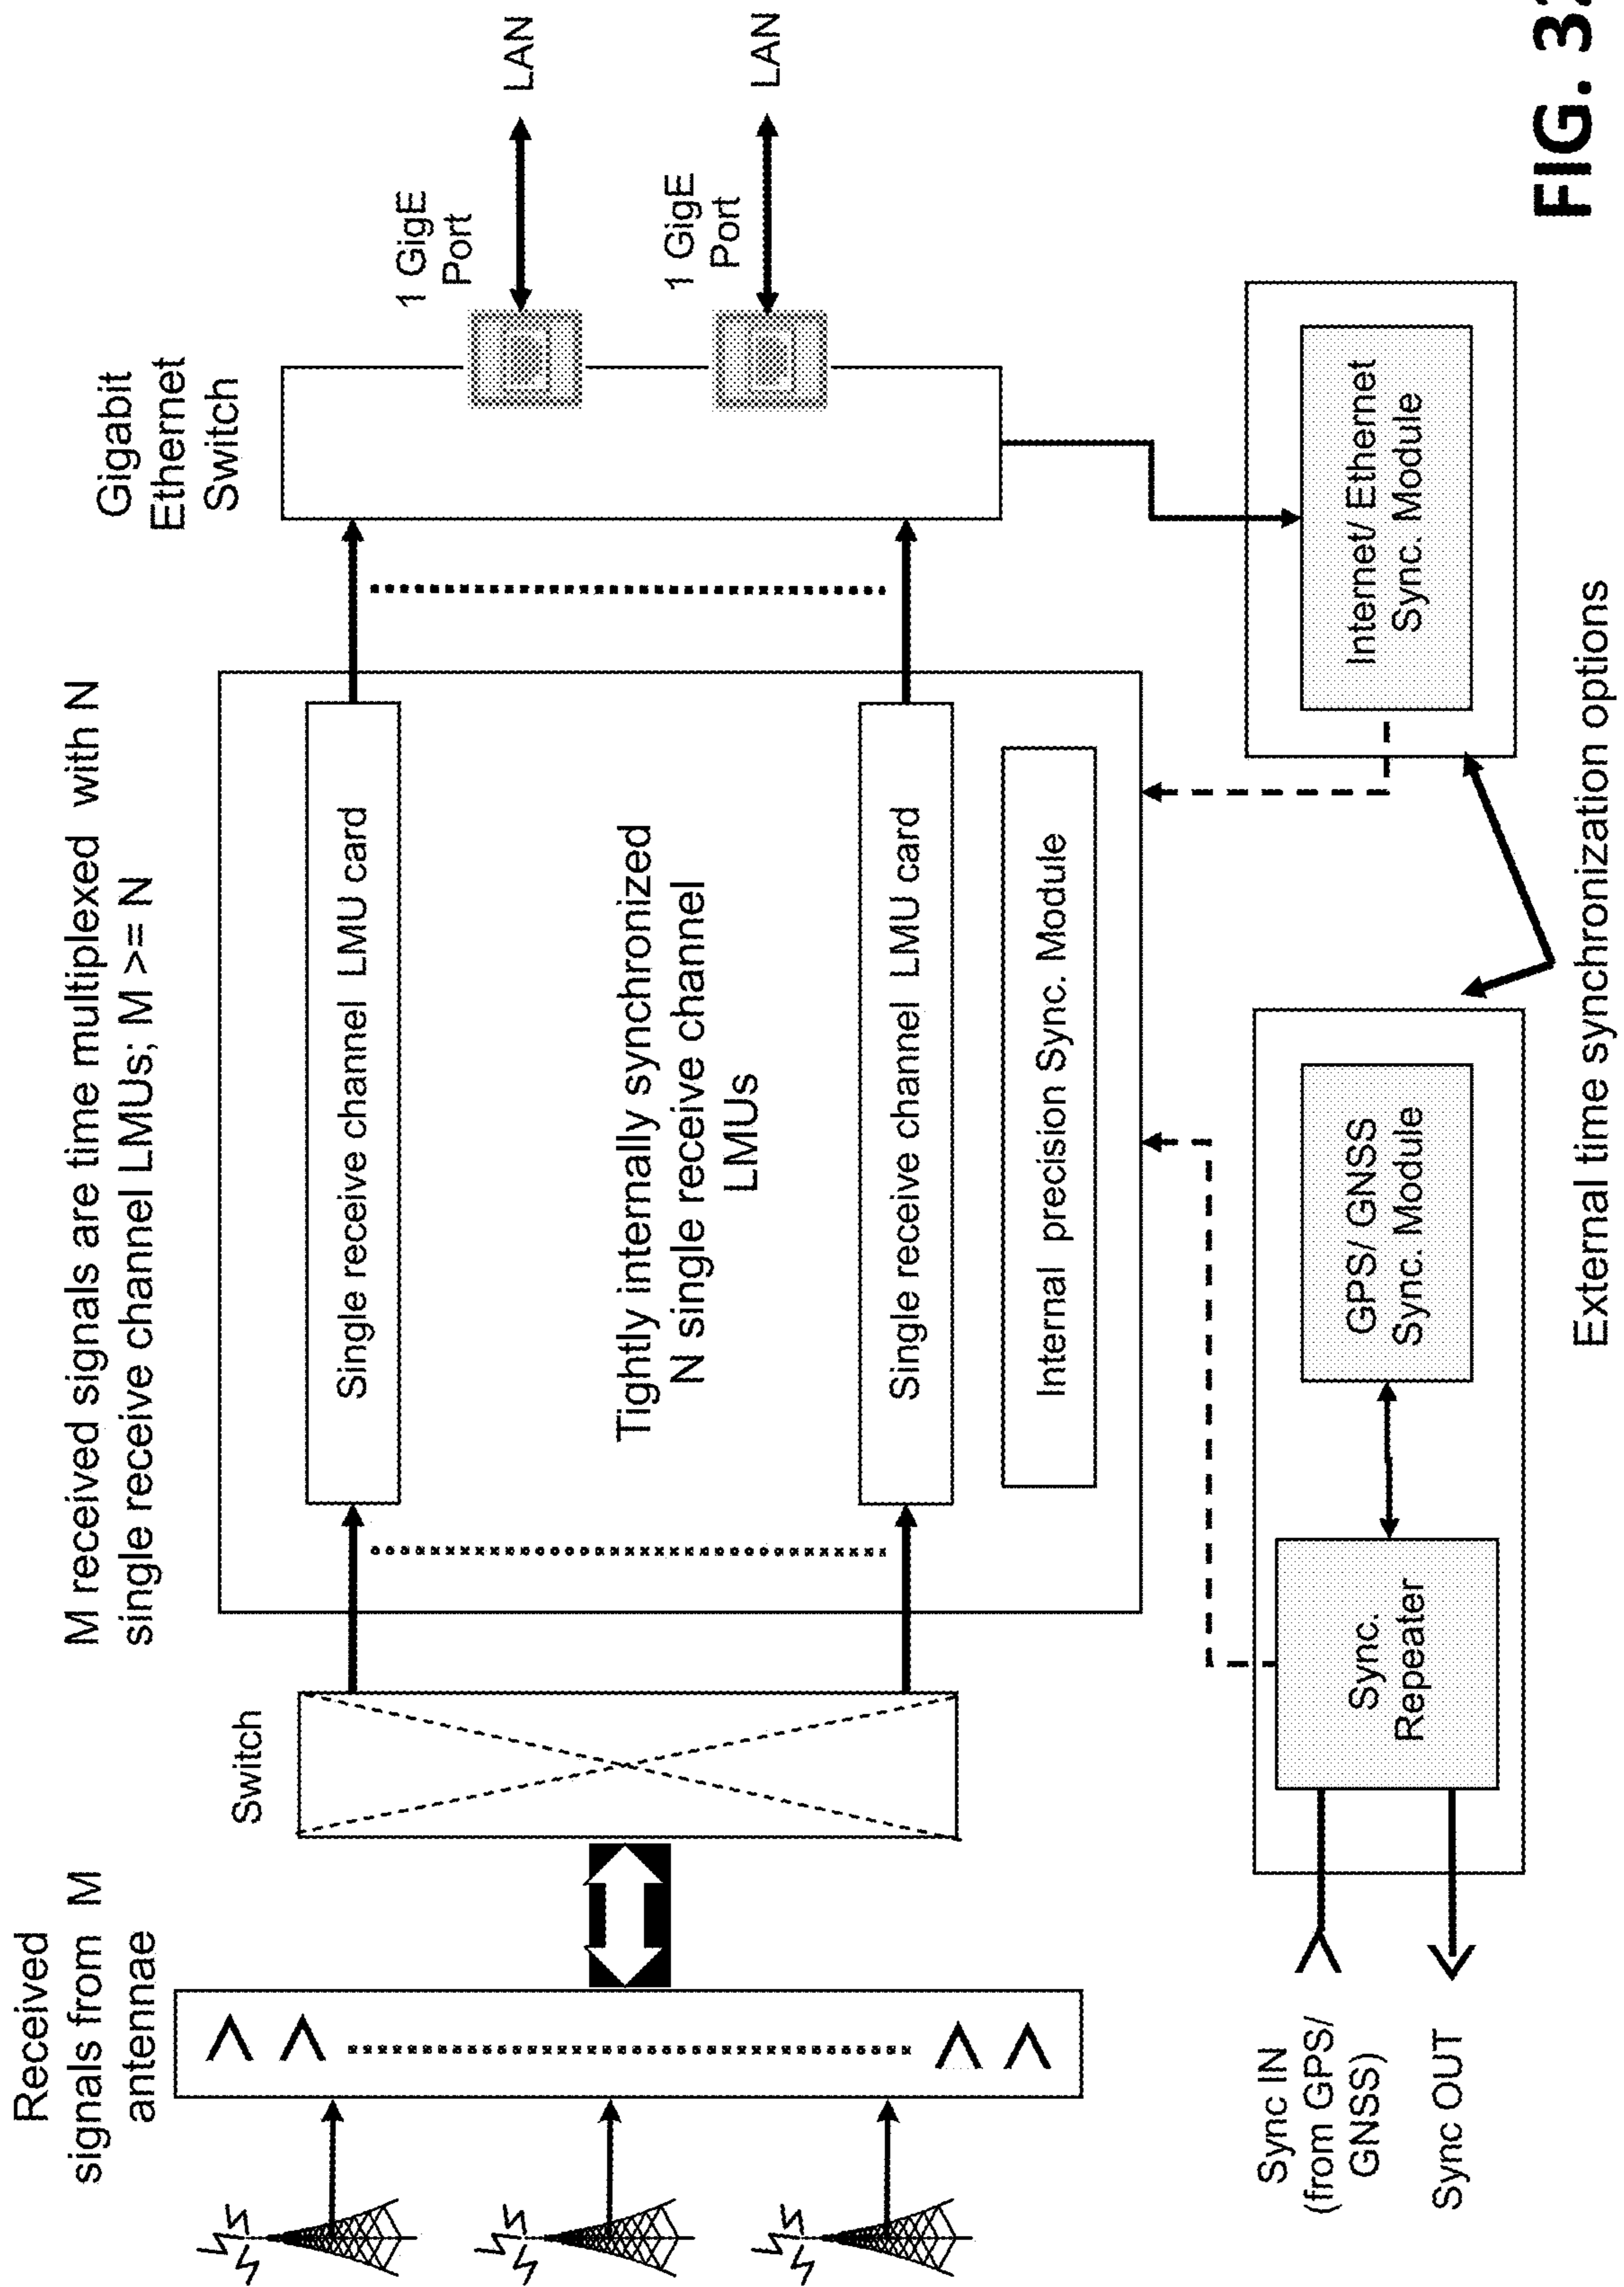 Received
signals from M
antennae
M received signals are time multiplexed with N
single receive channel LMUs; M >= N
Gigabit
Ethernet
Switch
Switch
Single receive channel LMU card
Tightly internally synchronized
N single receive channel
LMUs
Single receive channel LMU card
Internal precision Sync. Module
1 GigE
Port
LAN
1 GigE
Port
LAN
Sync IN
(from GPS/
GNSS)
Sync OUT
Sync.
Repeater
GPS/ GNSS
Sync. Module
Internet/ Ethernet
Sync. Module
External time synchronization options
FIG.